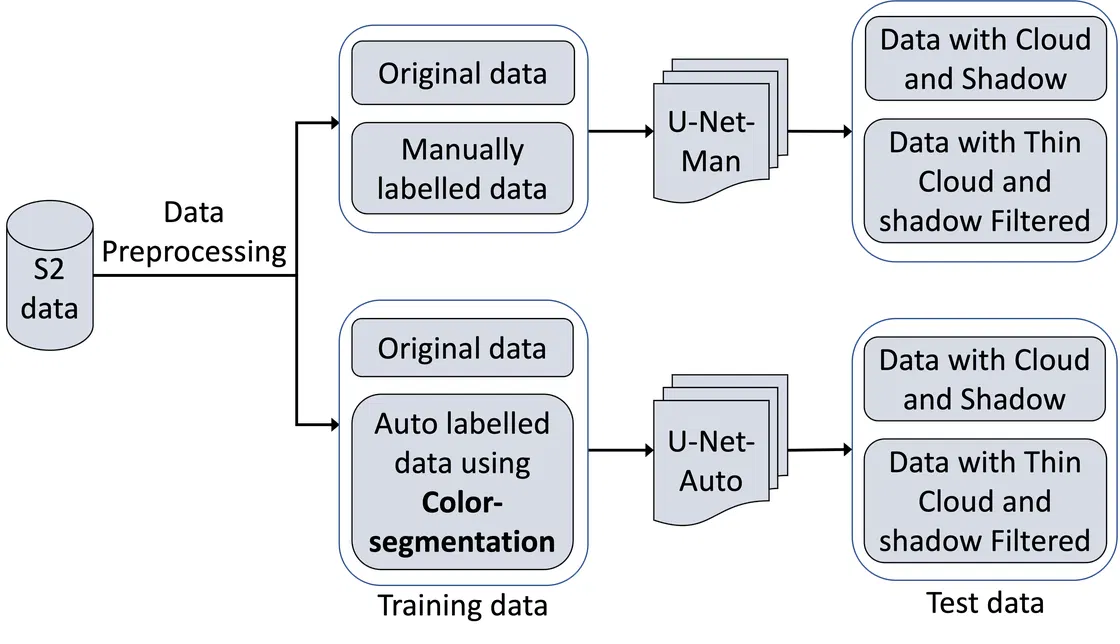 S2
data
Data
Preprocessing
Original data
Manually
labelled data
U-Net-
Man
Data with Cloud
and Shadow
Data with Thin
Cloud and
shadow Filtered
Original data
Auto labelled
data using
Color-
segmentation
Training data
U-Net-
Auto
Data with Cloud
and Shadow
Data with Thin
Cloud and
shadow Filtered
Test data